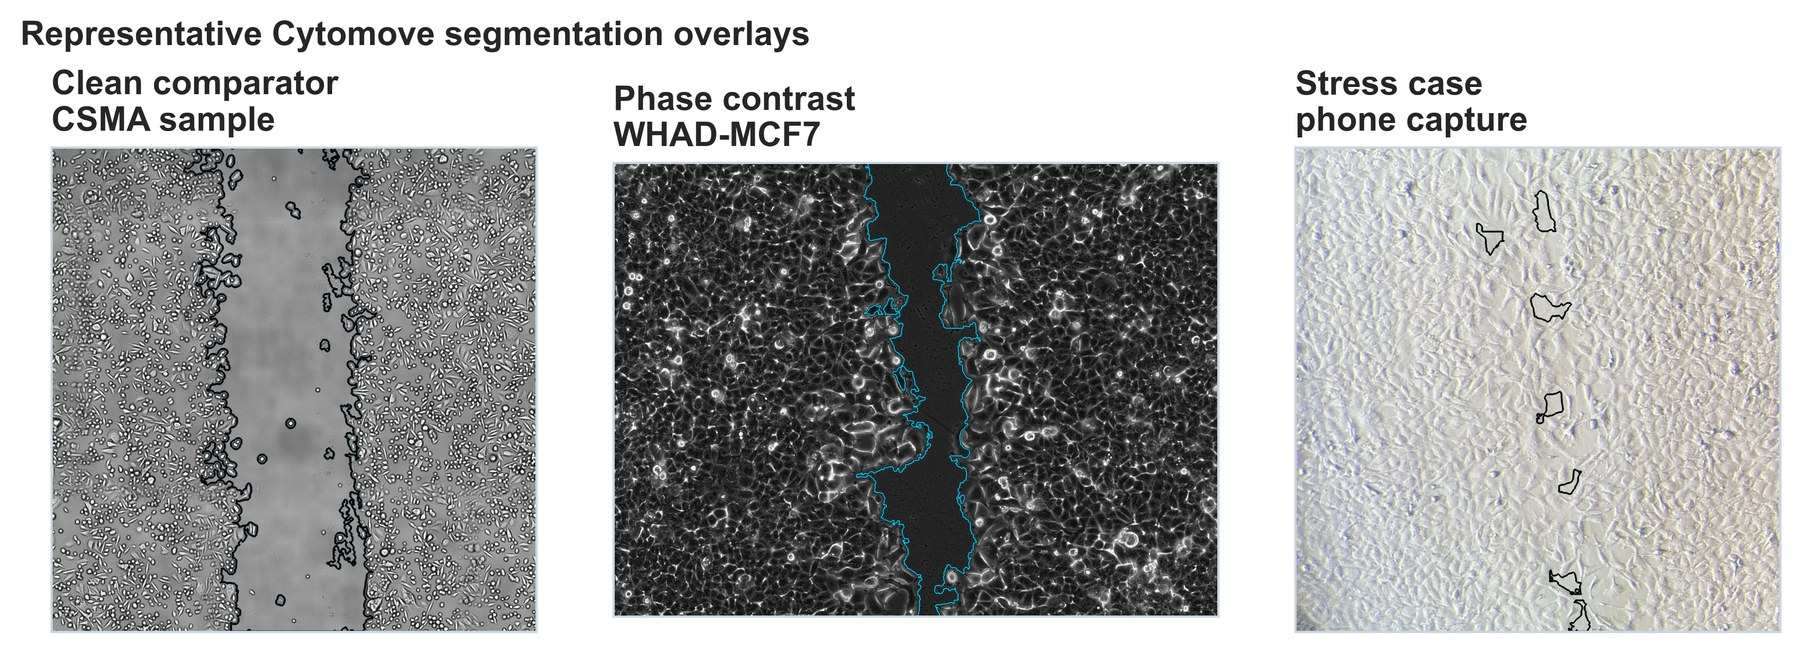 Representative Cytomove segmentation overlays
Clean comparator
CSMA sample
Phase contrast
WHAD-MCF7
Stress case
phone capture